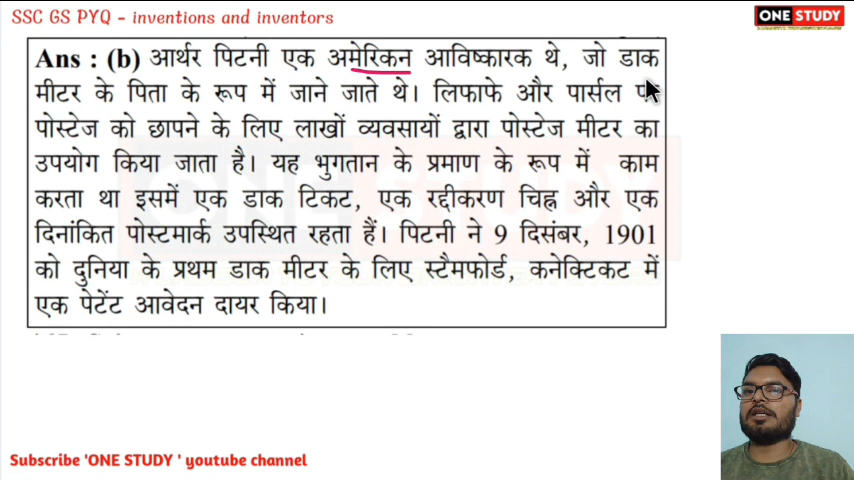 SSC GS PYQ - inventions and inventors
ONE STUDY
Ans : (b) आर्थर पिटनी एक अमेरिकन आविष्कारक थे, जो डाक
मीटर के पिता के रूप में जाने जाते थे। लिफाफे और पार्सल
पोस्टेज को छापने के लिए लाखों व्यवसायों द्वारा पोस्टेज मीटर का
उपयोग किया जाता है। यह भुगतान के प्रमाण के रूप में काम
करता था इसमें एक डाक टिकट, एक रद्दीकरण चिह्न और एक
दिनांकित पोस्टमार्क उपस्थित रहता हैं। पिटनी ने 9 दिसंबर, 1901
को दुनिया के प्रथम डाक मीटर के लिए स्टैमफोर्ड, कनेक्टिकट में
एक पेटेंट आवेदन दायर किया।
Subscribe 'ONE STUDY ' youtube channel